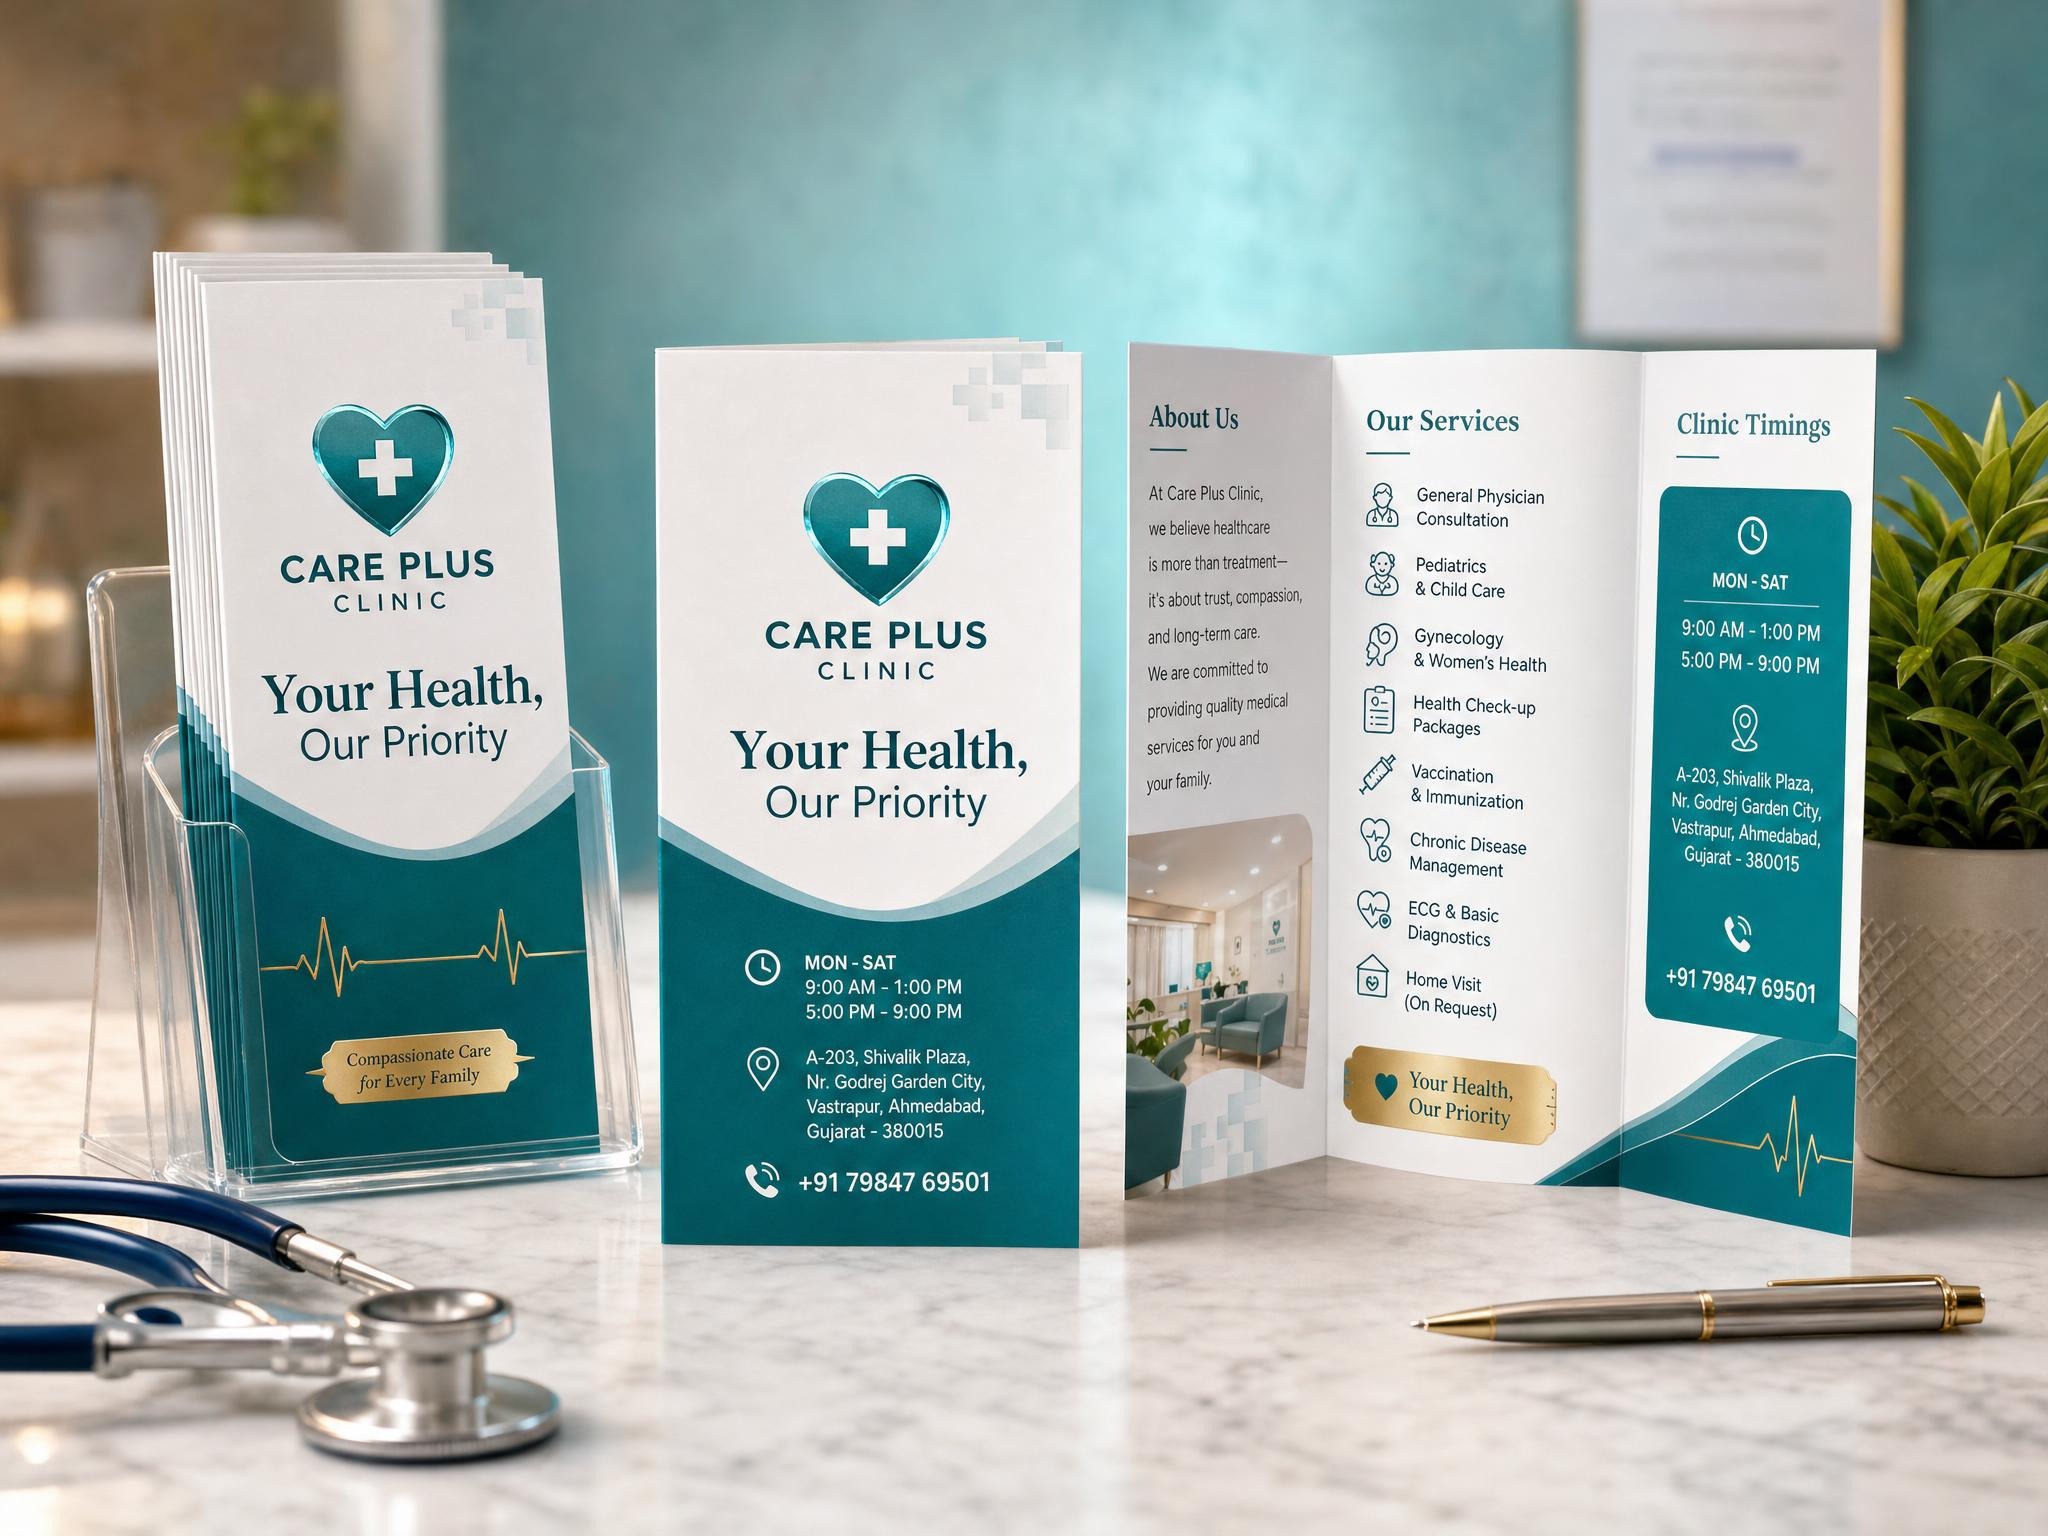 CARE PLUS
CLINIC
Your Health,
Our Priority
Compassionate Care
for Every Family
CARE PLUS
CLINIC
Your Health,
Our Priority
MON - SAT
9:00 AM - 1:00 PM
5:00 PM - 9:00 PM
A-203, Shivalik Plaza,
Nr. Godrej Garden City,
Vastrapur, Ahmedabad,
Gujarat - 380015
+91 79847 69501
About Us
At Care Plus Clinic,
we believe healthcare
is more than treatment—
it's about trust, compassion,
and long-term care.
We are committed to
providing quality medical
services for you and
your family.
Our Services
General Physician
Consultation
Pediatrics
& Child Care
Gynecology
& Women's Health
Health Check-up
Packages
Vaccination
& Immunization
Chronic Disease
Management
ECG & Basic
Diagnostics
Home Visit
(On Request)
Your Health,
Our Priority
Clinic Timings
MON - SAT
9:00 AM - 1:00 PM
5:00 PM - 9:00 PM
A-203, Shivalik Plaza,
Nr. Godrej Garden City,
Vastrapur, Ahmedabad,
Gujarat - 380015
+91 79847 69501